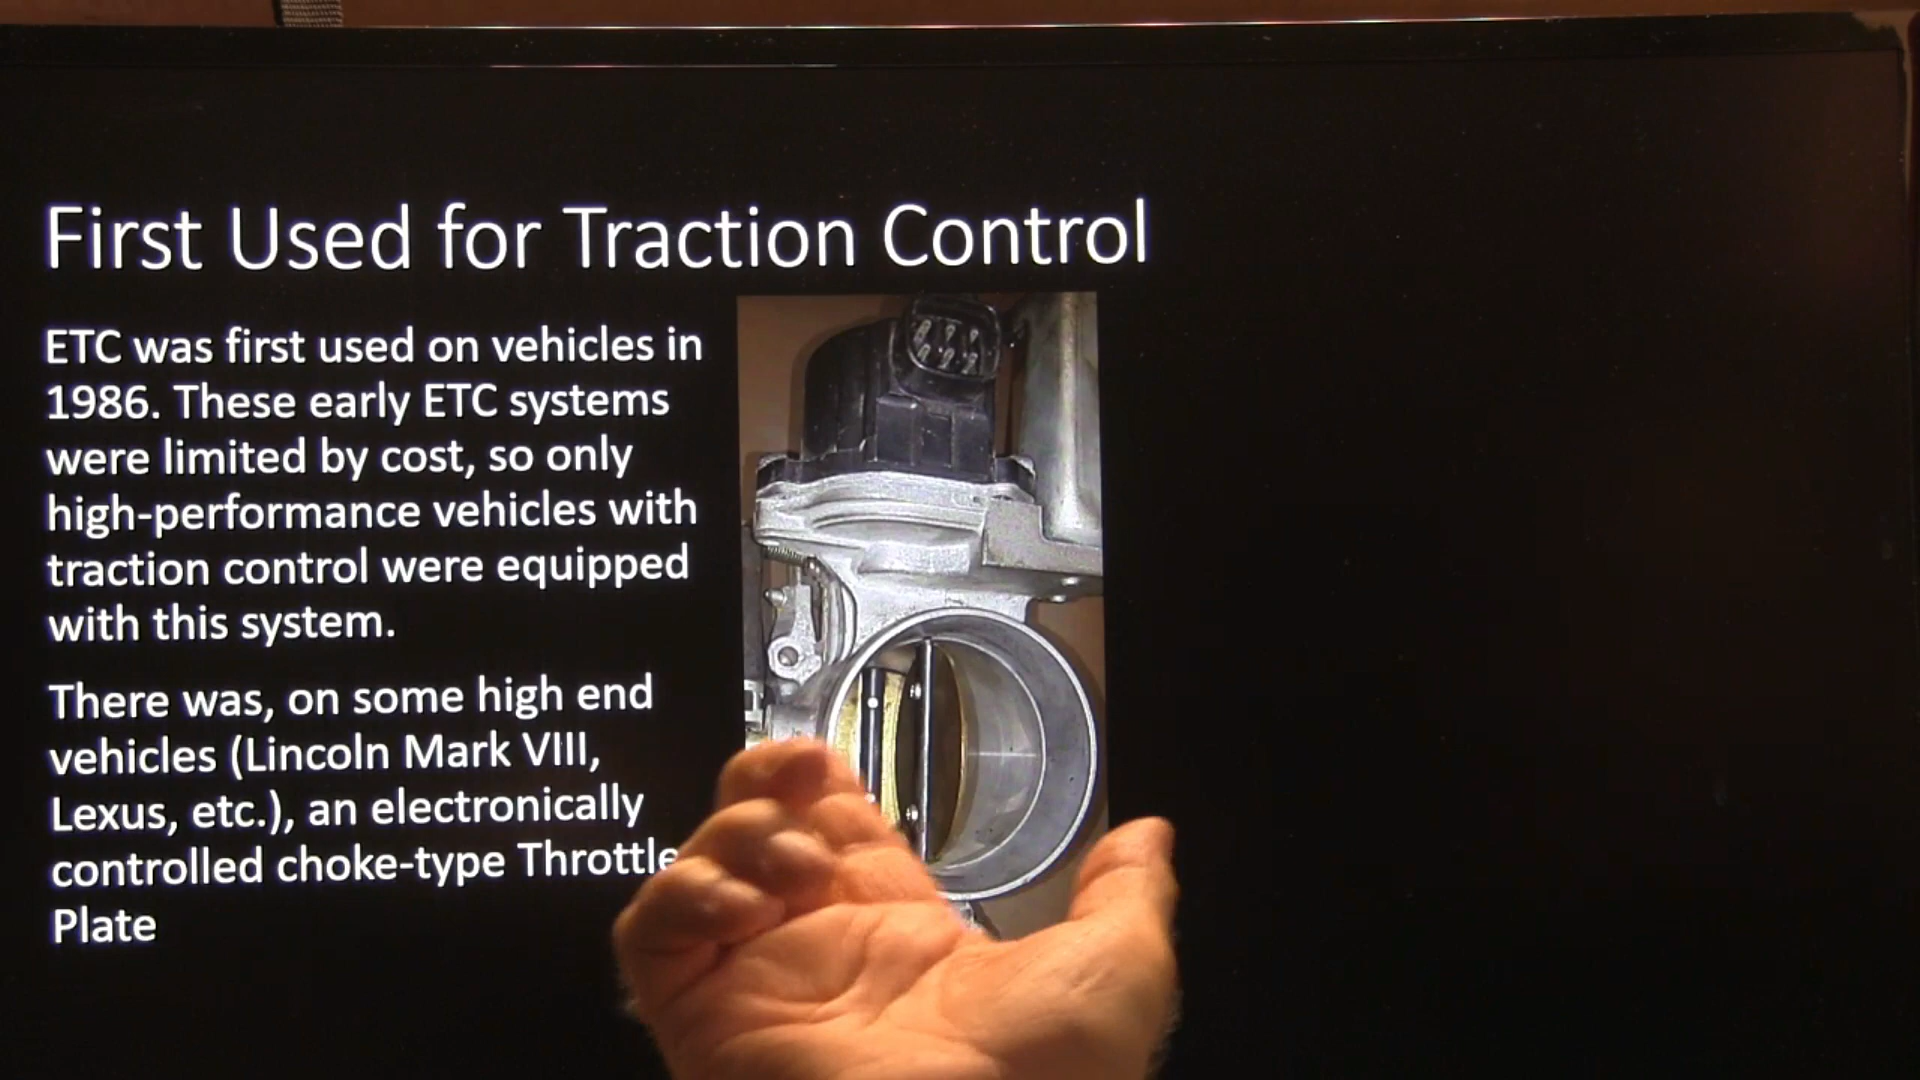 First Used for Traction Control
ETC was first used on vehicles in
1986. These early ETC systems
were limited by cost, so only
high-performance vehicles with
traction control were equipped
with this system.
There was, on some high end
vehicles (Lincoln Mark VIII,
Lexus, etc.), an electronically
controlled choke-type Throttle
Plate